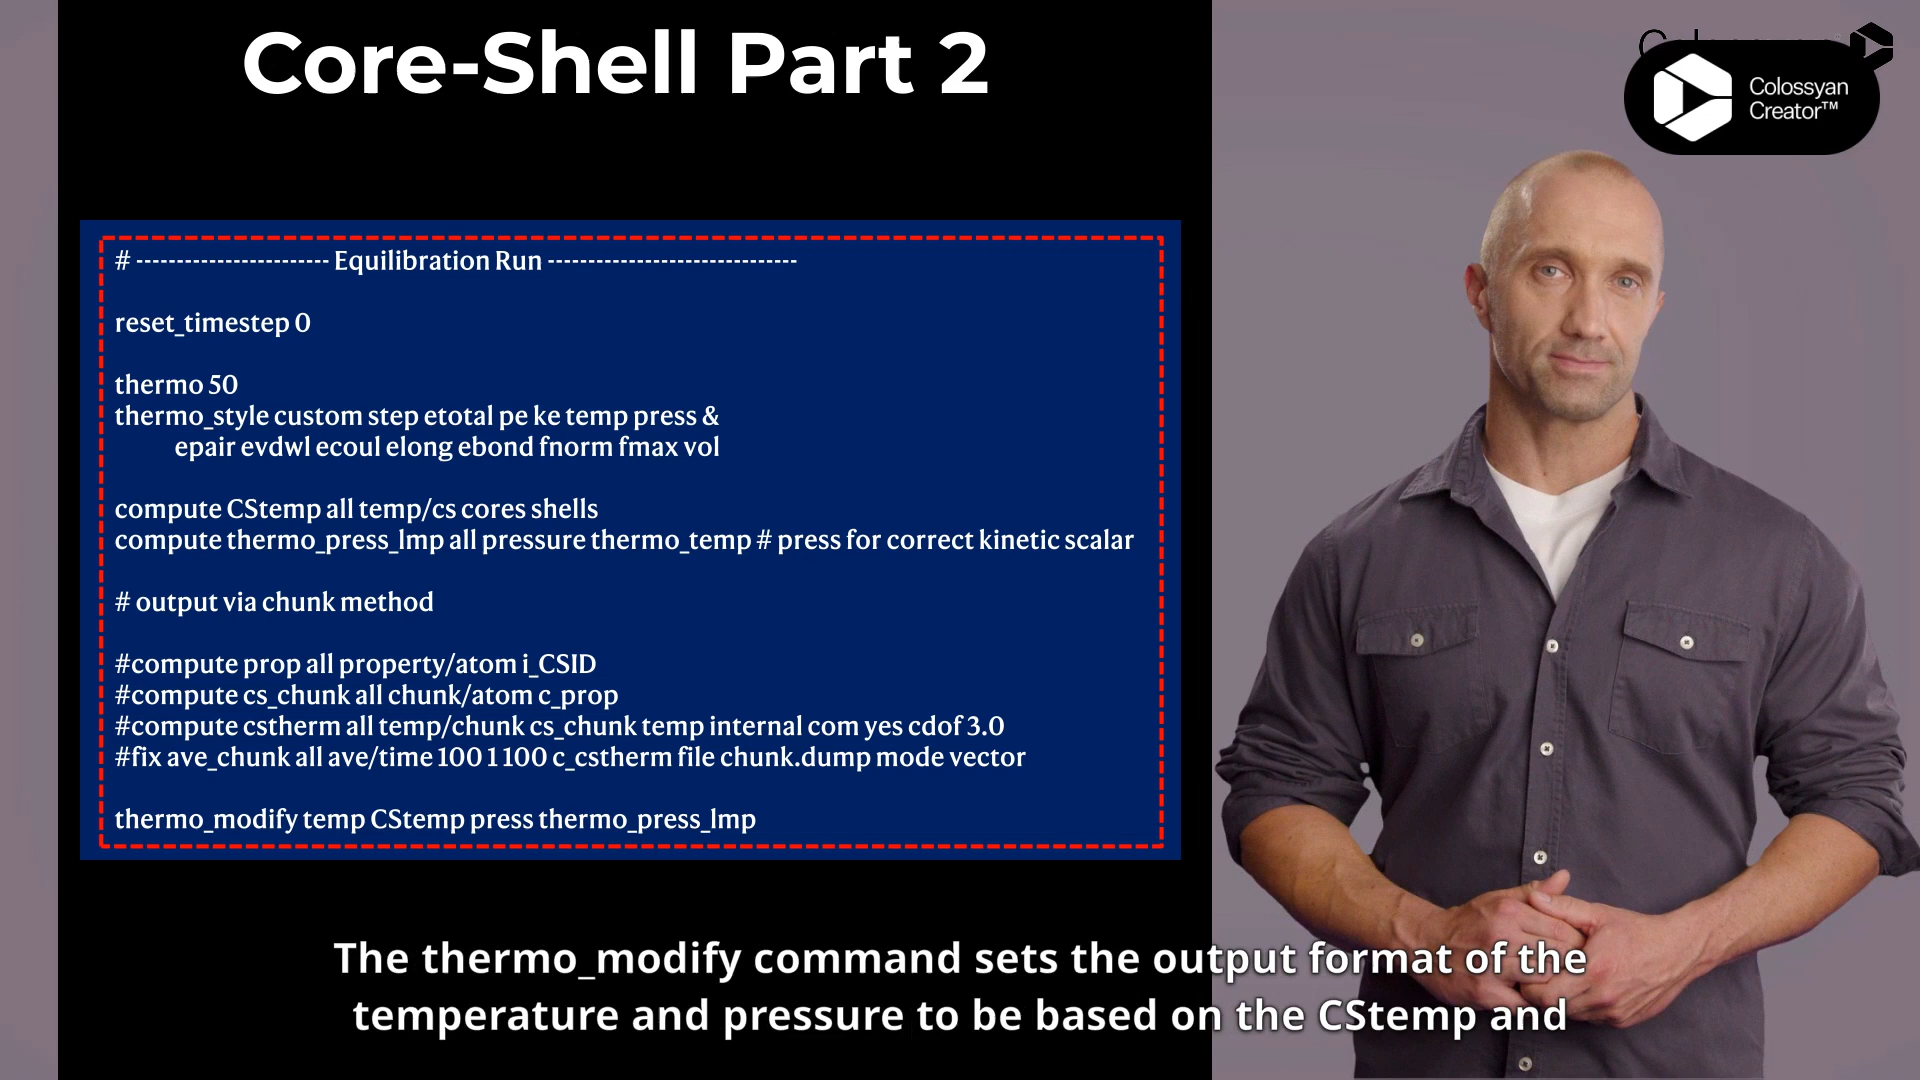 Core-Shell Part 2
Colossyan
Creator™
# ------------------------ Equilibration Run -------------------------------
reset_timestep 0
thermo 50
thermo_style custom step etotal pe ke temp press &
epair evdwl ecoul elong ebond fnorm fmax vol
compute CStemp all temp/cs cores shells
compute thermo_press_lmp all pressure thermo_temp # press for correct kinetic scalar
# output via chunk method
#compute prop all property/atom i_CSID
#compute cs_chunk all chunk/atom c_prop
#compute cstherm all temp/chunk cs_chunk temp internal com yes cdof 3.0
#fix ave_chunk all ave/time 100 1 100 c_cstherm file chunk.dump mode vector
thermo_modify temp CStemp press thermo_press_lmp
The thermo_modify command sets the output format of the
temperature and pressure to be based on the CStemp and